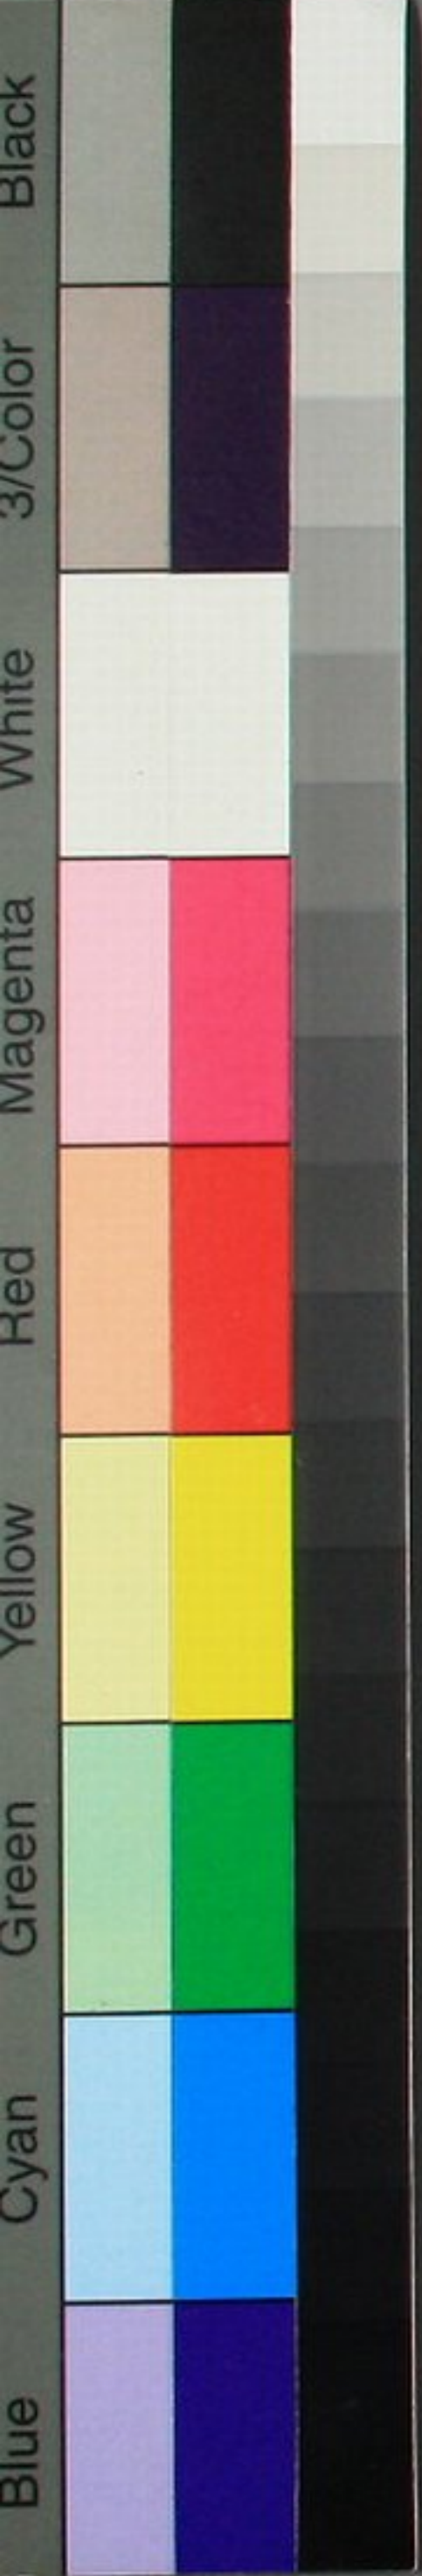 Blue
Cyan
Green
Yellow
Red
Magenta
White
3/Color
Black